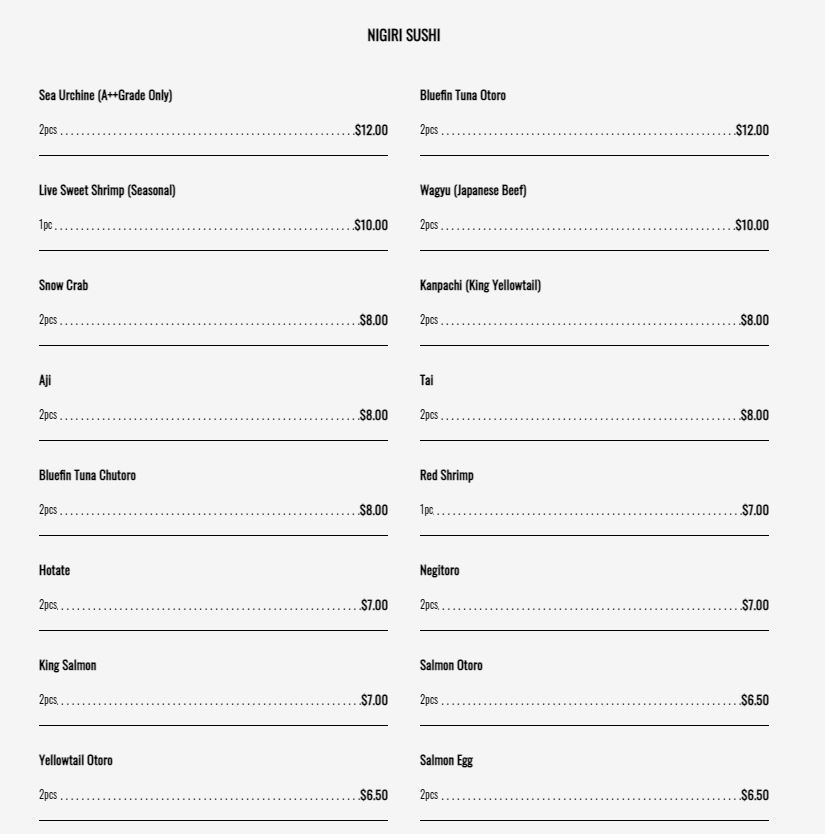 NIGIRI SUSHI
Sea Urchine (A++Grade Only)
2pcs ........................................................ $12.00
Bluefin Tuna Otoro
2pcs ........................................................ $12.00
Live Sweet Shrimp (Seasonal)
1pc ........................................................ $10.00
Wagyu (Japanese Beef)
2pcs ........................................................ $10.00
Snow Crab
2pcs ........................................................ $8.00
Kanpachi (King Yellowtail)
2pcs ........................................................ $8.00
Aji
2pcs ........................................................ $8.00
Tai
2pcs ........................................................ $8.00
Bluefin Tuna Chutoro
2pcs ........................................................ $8.00
Red Shrimp
1pc ........................................................ $7.00
Hotate
2pcs ........................................................ $7.00
Negitoro
2pcs ........................................................ $7.00
King Salmon
2pcs ........................................................ $7.00
Salmon Otoro
2pcs ........................................................ $6.50
Yellowtail Otoro
2pcs ........................................................ $6.50
Salmon Egg
2pcs ........................................................ $6.50